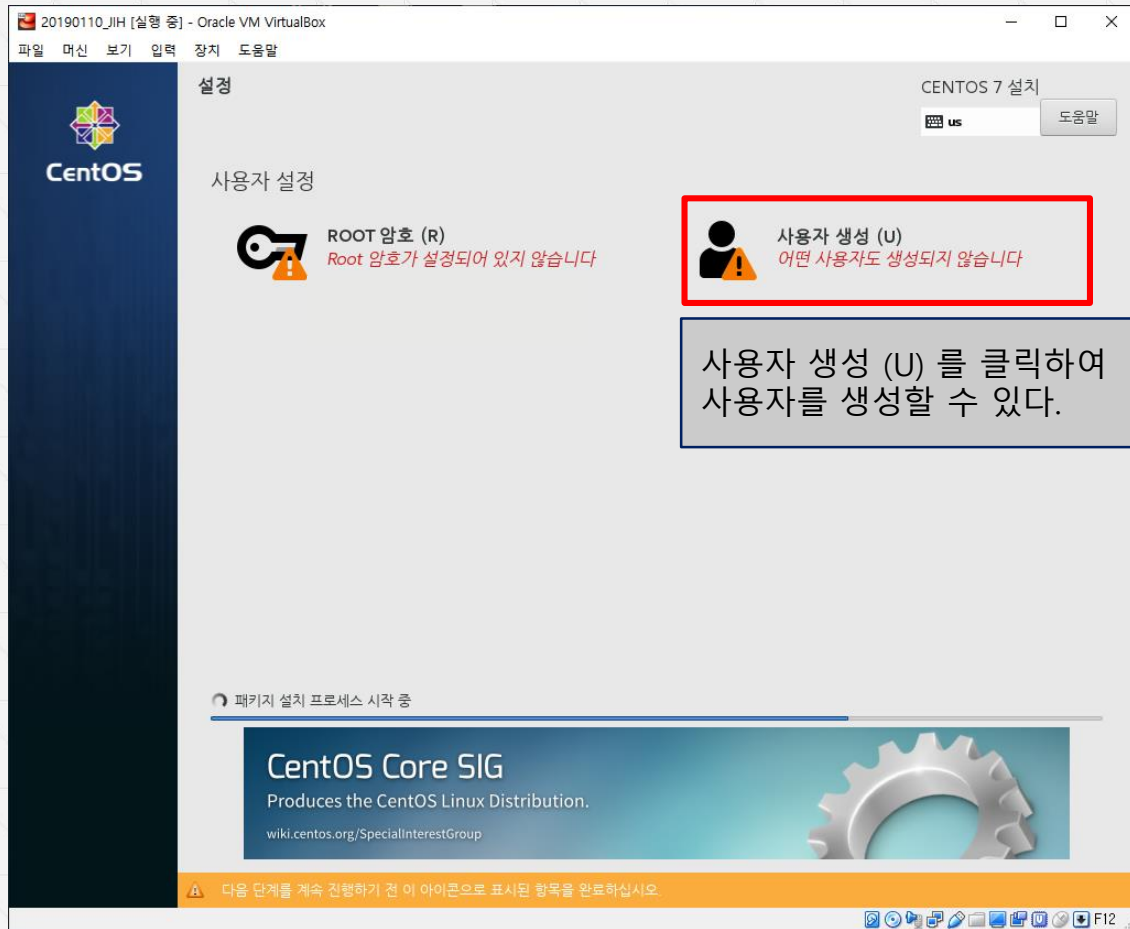 20190110_JIH [실행 중] - Oracle VM VirtualBox
파일 머신 보기 입력 장치 도움말
설정
CENTOS 7 설치
us
도움말
CentOS
사용자 설정
ROOT 암호 (R)
Root 암호가 설정되어 있지 않습니다
사용자 생성 (U)
어떤 사용자도 생성되지 않습니다
사용자 생성 (U) 를 클릭하여
사용자를 생성할 수 있다.
패키지 설치 프로세스 시작 중
CentOS Core SIG
Produces the CentOS Linux Distribution.
wiki.centos.org/SpecialInterestGroup
다음 단계를 계속 진행하기 전 이 아이콘으로 표시된 항목을 완료하십시오.
F12